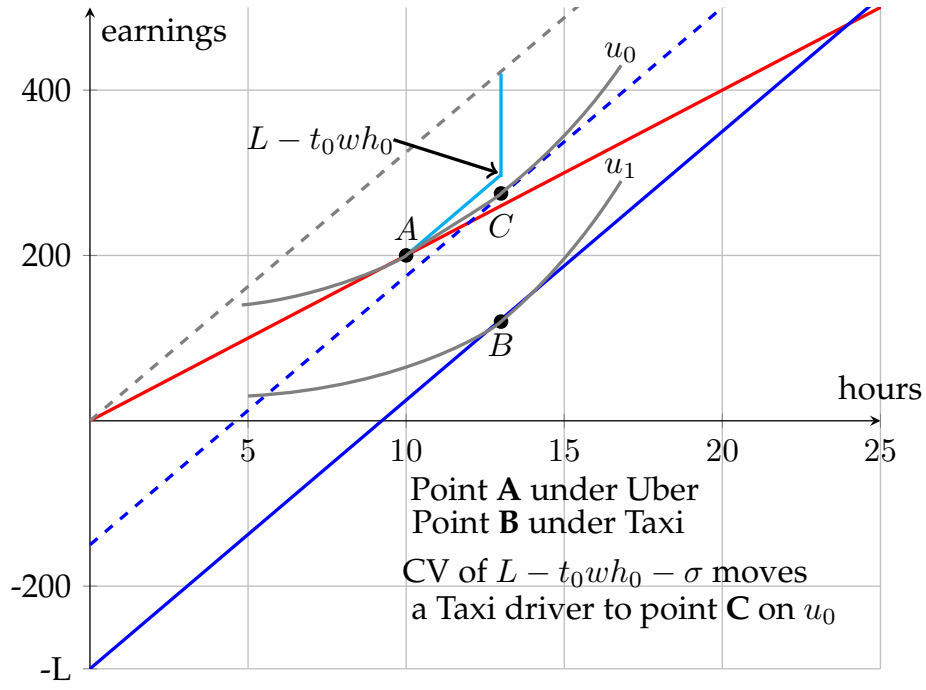 earnings
u₀
400
L − t₀wh₀
u₁
A
C
200
B
hours
5 10 15 20 25
Point A under Uber
Point B under Taxi
-200
CV of L − t₀wh₀ − σ moves
a Taxi driver to point C on u₀
-L